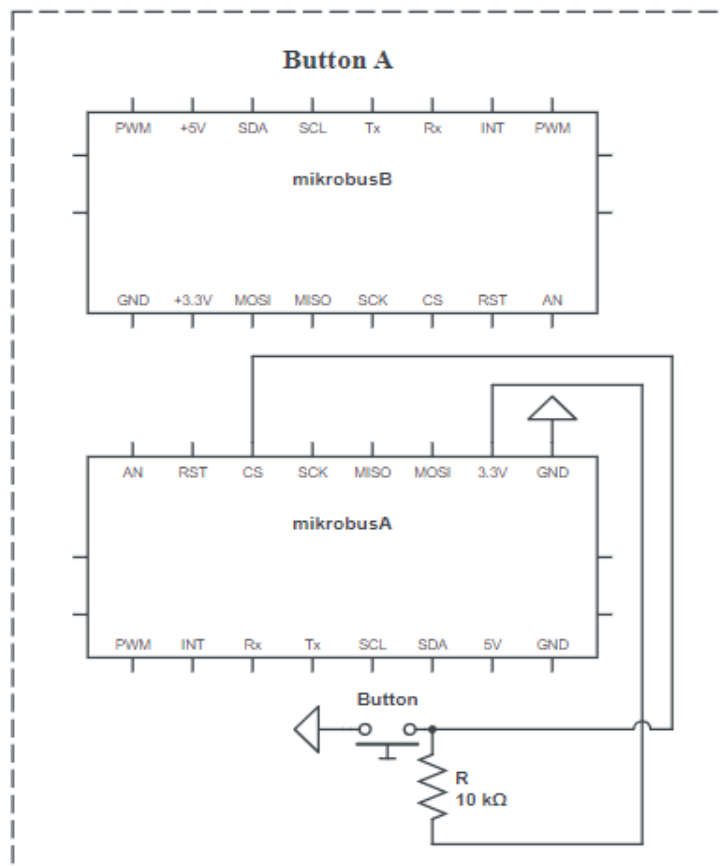 Button A
PWM +5V SDA SCL Tx Rx INT PWM
mikrobusB
GND +3.3V MOSI MISO SCK CS RST AN
AN RST CS SCK MISO MOSI 3.3V GND
mikrobusA
PWM INT Rx Tx SCL SDA 5V GND
Button
R
10 kΩ